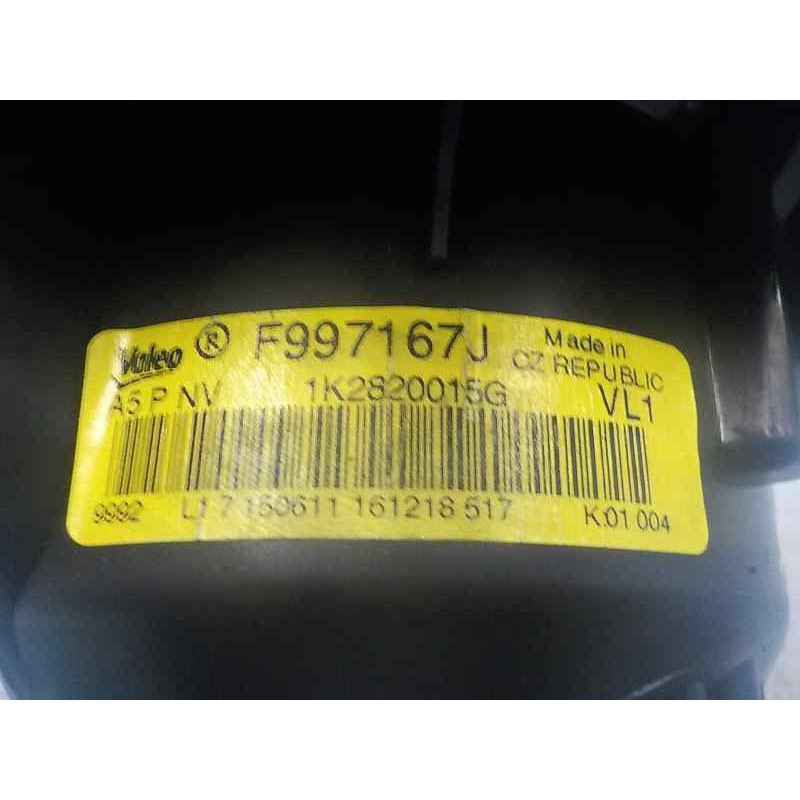 Valeo ® F997167J Made in
CZ REPUBLIC
A5 P NV 1K2820015G VL1
9992 L1 7 150611 161218 517 K 01 004